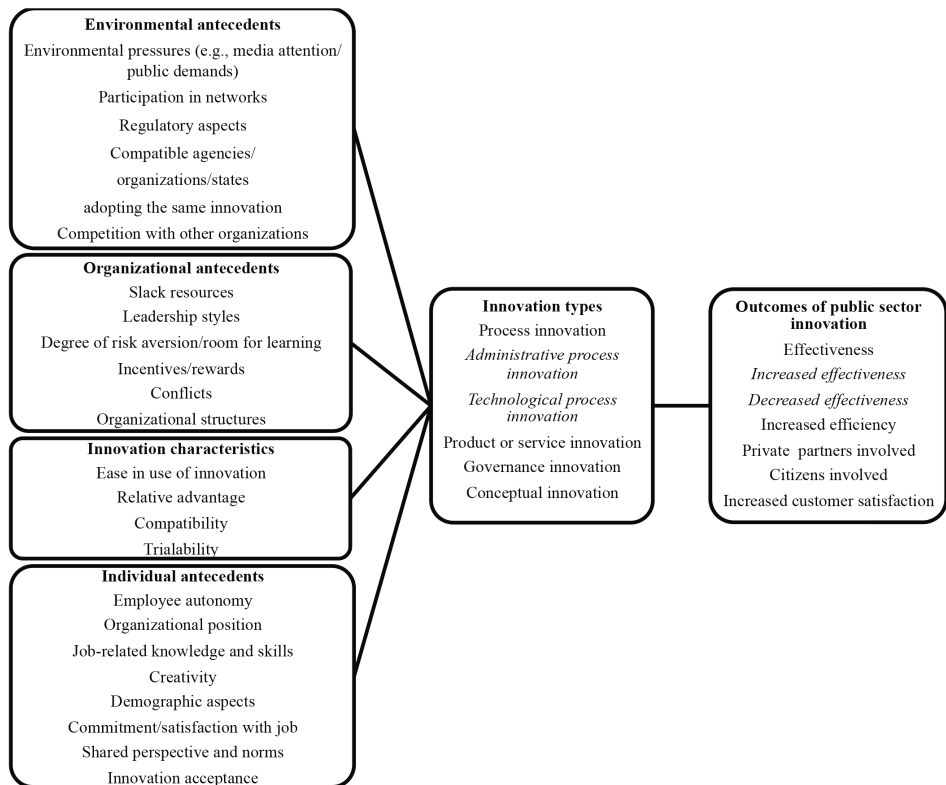 Environmental antecedents
Environmental pressures (e.g., media attention/
public demands)
Participation in networks
Regulatory aspects
Compatible agencies/
organizations/states
adopting the same innovation
Competition with other organizations
Organizational antecedents
Slack resources
Leadership styles
Degree of risk aversion/room for learning
Incentives/rewards
Conflicts
Organizational structures
Innovation characteristics
Ease in use of innovation
Relative advantage
Compatibility
Trialability
Individual antecedents
Employee autonomy
Organizational position
Job-related knowledge and skills
Creativity
Demographic aspects
Commitment/satisfaction with job
Shared perspective and norms
Innovation acceptance
Innovation types
Process innovation
Administrative process
innovation
Technological process
innovation
Product or service innovation
Governance innovation
Conceptual innovation
Outcomes of public sector
innovation
Effectiveness
Increased effectiveness
Decreased effectiveness
Increased efficiency
Private partners involved
Citizens involved
Increased customer satisfaction